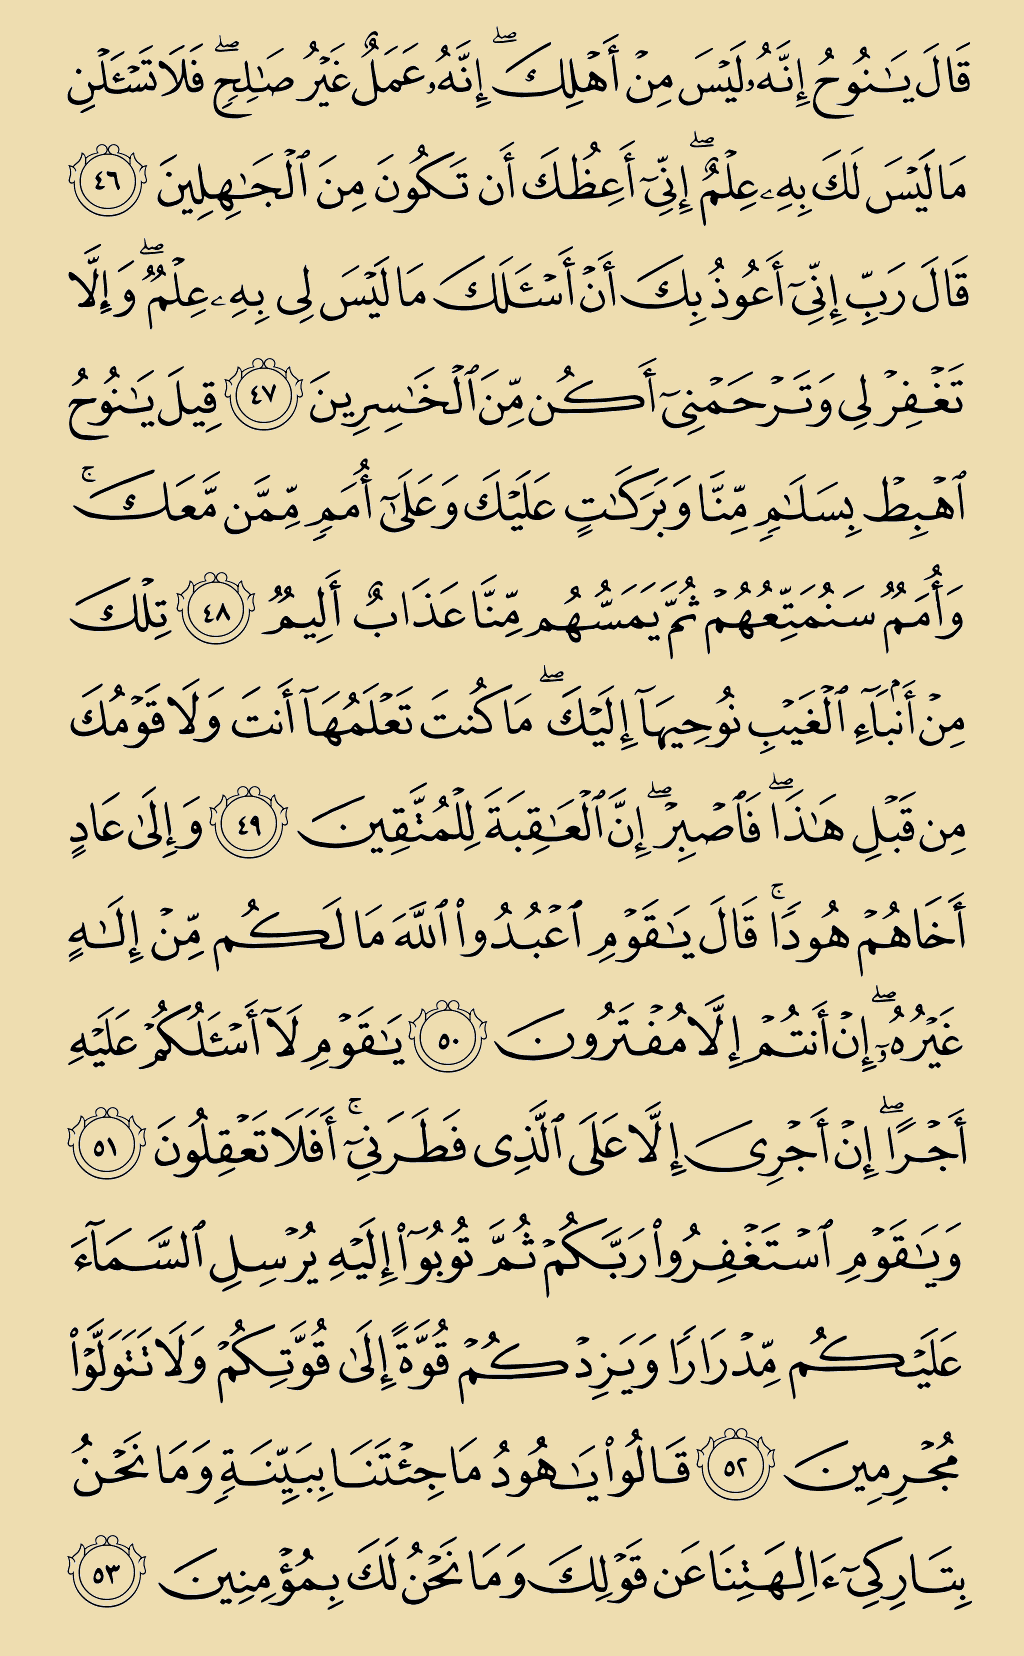 قَالَ يَـٰنُوحُ إِنَّهُۥ لَيْسَ مِنْ أَهْلِكَ ۖ إِنَّهُۥ عَمَلٌ غَيْرُ صَـٰلِحٍ ۖ فَلَا تَسْـَٔلْنِ
مَا لَيْسَ لَكَ بِهِۦ عِلْمٌ ۖ إِنِّىٓ أَعِظُكَ أَن تَكُونَ مِنَ ٱلْجَـٰهِلِينَ ٤٦
قَالَ رَبِّ إِنِّىٓ أَعُوذُ بِكَ أَنْ أَسْـَٔلَكَ مَا لَيْسَ لِى بِهِۦ عِلْمٌ ۖ وَإِلَّا
تَغْفِرْ لِى وَتَرْحَمْنِىٓ أَكُن مِّنَ ٱلْخَـٰسِرِينَ ٤٧ قِيلَ يَـٰنُوحُ
ٱهْبِطْ بِسَلَـٰمٍ مِّنَّا وَبَرَكَـٰتٍ عَلَيْكَ وَعَلَىٰٓ أُمَمٍ مِّمَّن مَّعَكَ ۚ
وَأُمَمٌ سَنُمَتِّعُهُمْ ثُمَّ يَمَسُّهُم مِّنَّا عَذَابٌ أَلِيمٌ ٤٨ تِلْكَ
مِنْ أَنۢبَآءِ ٱلْغَيْبِ نُوحِيهَآ إِلَيْكَ ۖ مَا كُنتَ تَعْلَمُهَآ أَنتَ وَلَا قَوْمُكَ
مِن قَبْلِ هَـٰذَا ۖ فَٱصْبِرْ ۖ إِنَّ ٱلْعَـٰقِبَةَ لِلْمُتَّقِينَ ٤٩ وَإِلَىٰ عَادٍ
أَخَاهُمْ هُودًا ۚ قَالَ يَـٰقَوْمِ ٱعْبُدُوا۟ ٱللَّهَ مَا لَكُم مِّنْ إِلَـٰهٍ
غَيْرُهُۥٓ ۖ إِنْ أَنتُمْ إِلَّا مُفْتَرُونَ ٥٠ يَـٰقَوْمِ لَآ أَسْـَٔلُكُمْ عَلَيْهِ
أَجْرًا ۖ إِنْ أَجْرِىَ إِلَّا عَلَى ٱلَّذِى فَطَرَنِىٓ ۚ أَفَلَا تَعْقِلُونَ ٥١
وَيَـٰقَوْمِ ٱسْتَغْفِرُوا۟ رَبَّكُمْ ثُمَّ تُوبُوٓا۟ إِلَيْهِ يُرْسِلِ ٱلسَّمَآءَ
عَلَيْكُم مِّدْرَارًا وَيَزِدْكُمْ قُوَّةً إِلَىٰ قُوَّتِكُمْ وَلَا تَتَوَلَّوْا۟
مُجْرِمِينَ ٥٢ قَالُوا۟ يَـٰهُودُ مَا جِئْتَنَا بِبَيِّنَةٍ وَمَا نَحْنُ
بِتَارِكِىٓ ءَالِهَتِنَا عَن قَوْلِكَ وَمَا نَحْنُ لَكَ بِمُؤْمِنِينَ ٥٣